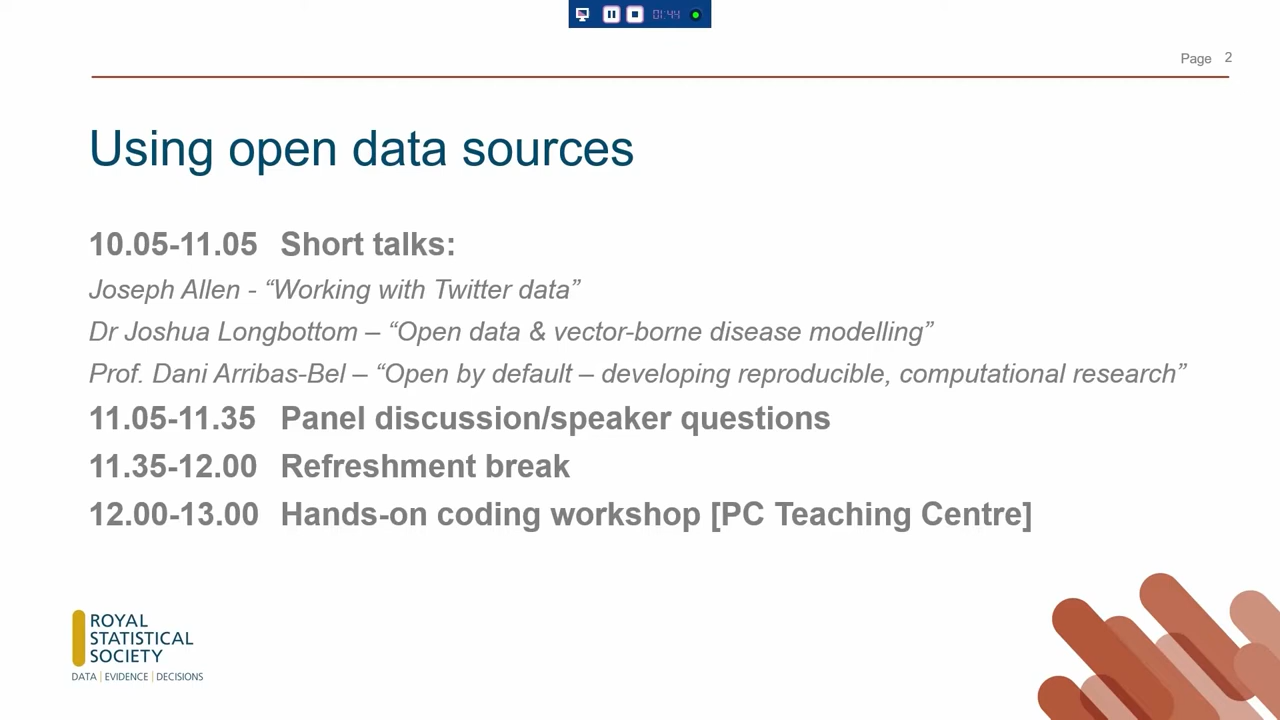 01:44
Page 2
Using open data sources
10.05-11.05 Short talks:
Joseph Allen - “Working with Twitter data”
Dr Joshua Longbottom – “Open data & vector-borne disease modelling”
Prof. Dani Arribas-Bel – “Open by default – developing reproducible, computational research”
11.05-11.35 Panel discussion/speaker questions
11.35-12.00 Refreshment break
12.00-13.00 Hands-on coding workshop [PC Teaching Centre]
ROYAL
STATISTICAL
SOCIETY
DATA | EVIDENCE | DECISIONS